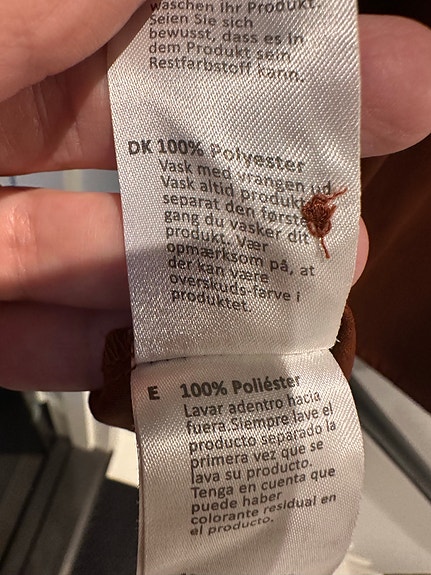 waschen Ihr Produkt.
Seien Sie sich
bewusst, dass es in
dem Produkt sein
Restfarbstoff kann.
DK 100% Polyester
Vask med vrangen ud
Vask altid produkt
separat den første
gang du vasker dit
produkt. Vær
opmærksom på, at
der kan være
overskuds-farve i
produktet.
E 100% Poliéster
Lavar adentro hacia
fuera.Siempre lave el
producto separado la
primera vez que se
lava su producto.
Tenga en cuenta que
puede haber
colorante residual en
el producto.